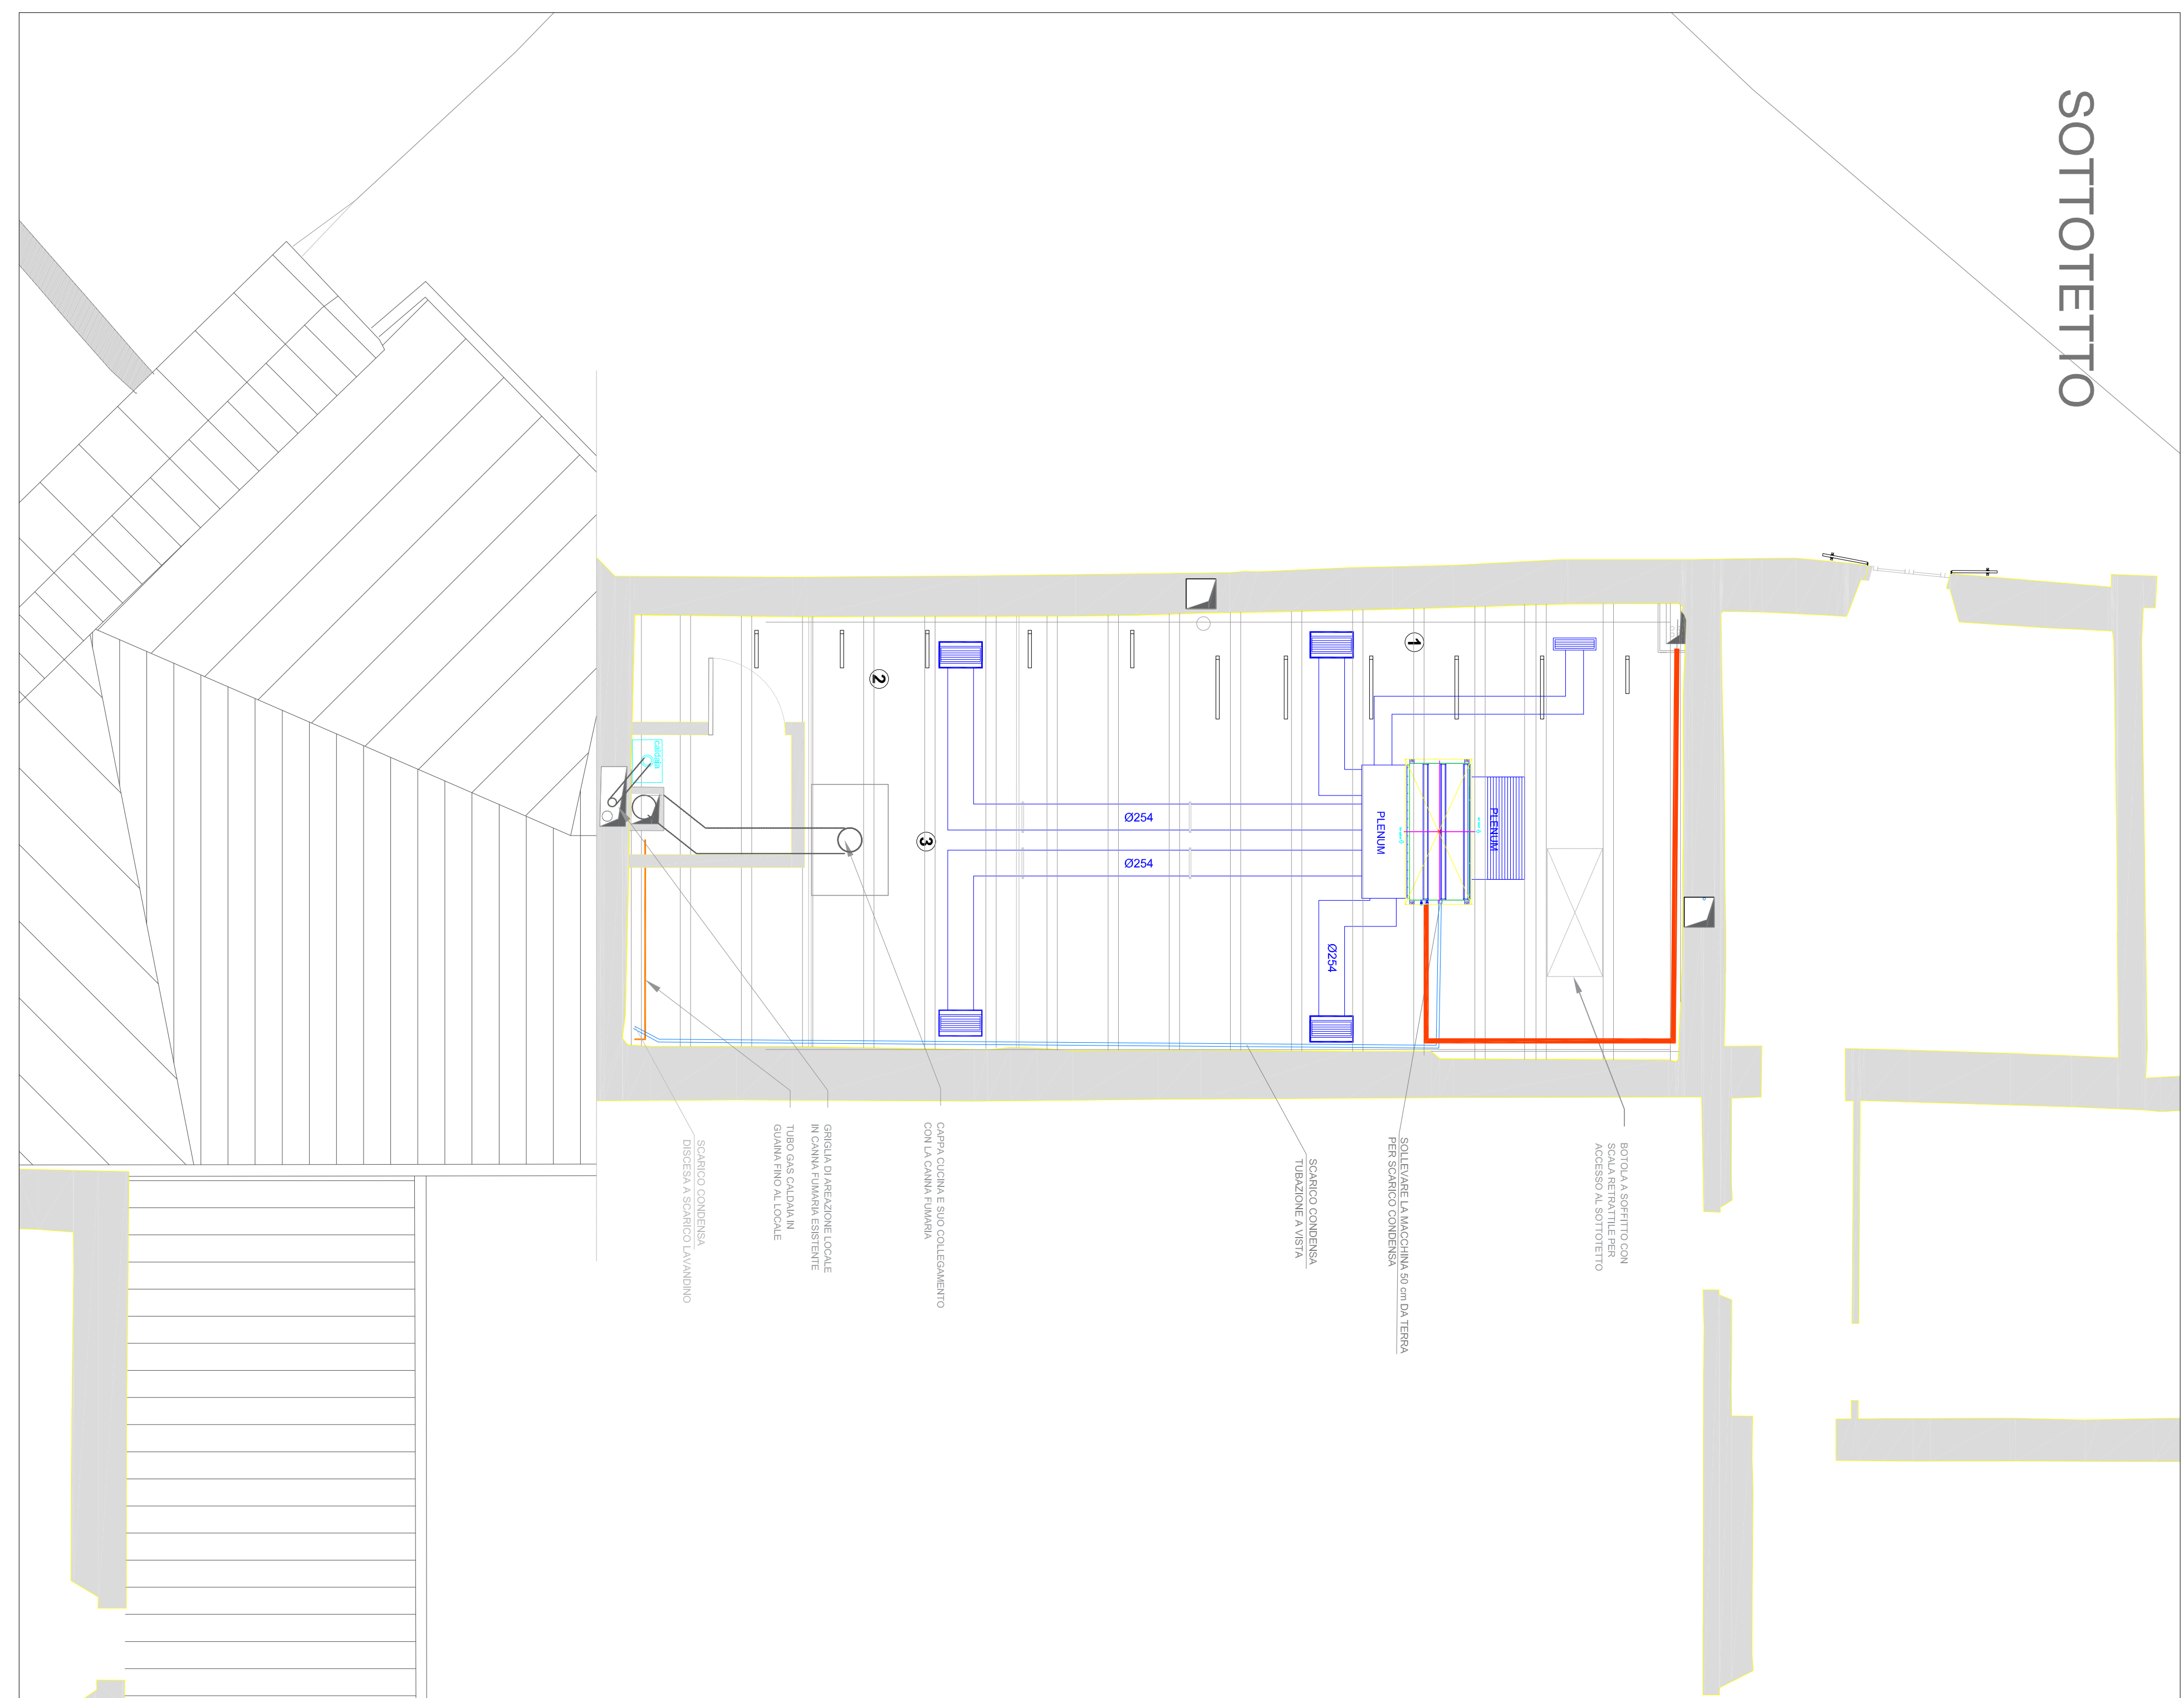 SOTTOTETTO
BOTOLA A SOFFITTO CON
SCALA RETRATTILE PER
ACCESSO AL SOTTOTETTO
1
PLENUM
PLENUM
SOLLEVARE LA MACCHINA 50 cm DA TERRA
PER SCARICO CONDENSA
Ø254
SCARICO CONDENSA
TUBAZIONE A VISTA
Ø254
Ø254
3
CAPPA CUCINA E SUO COLLEGAMENTO
CON LA CANNA FUMARIA
2
GRIGLIA DI AREAZIONE LOCALE
IN CANNA FUMARIA ESISTENTE
TUBO GAS CALDAIA IN
GUAINA FINO AL LOCALE
SCARICO CONDENSA
DISCESA A SCARICO LAVANDINO
caldaia